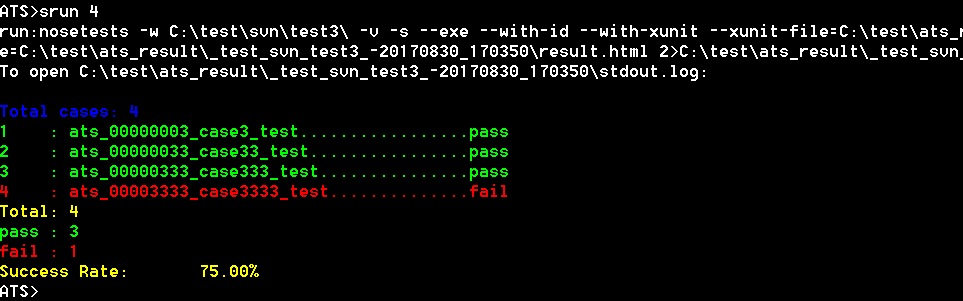 ATS>srun 4
run:nosetests -w C:\test\svn\test3\ -v -s --exe --with-id --with-xunit --xunit-file=C:\test\ats_r
e=C:\test\ats_result\_test_svn_test3_-20170830_170350\result.html 2>C:\test\ats_result\_test_svn_
To open C:\test\ats_result\_test_svn_test3_-20170830_170350\stdout.log:
Total cases: 4
1    : ats_00000003_case3_test.................pass
2    : ats_00000033_case33_test................pass
3    : ats_00000333_case333_test...............pass
4    : ats_00003333_case3333_test..............fail
Total: 4
pass : 3
fail : 1
Success Rate:       75.00%
ATS>